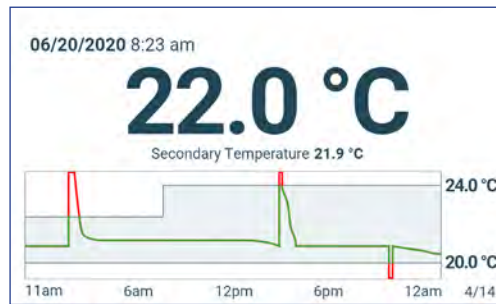 06/20/2020 8:23 am
22.0 °C
Secondary Temperature 21.9 °C
24.0 °C
20.0 °C
11am 6am 12pm 6pm 12am 4/14